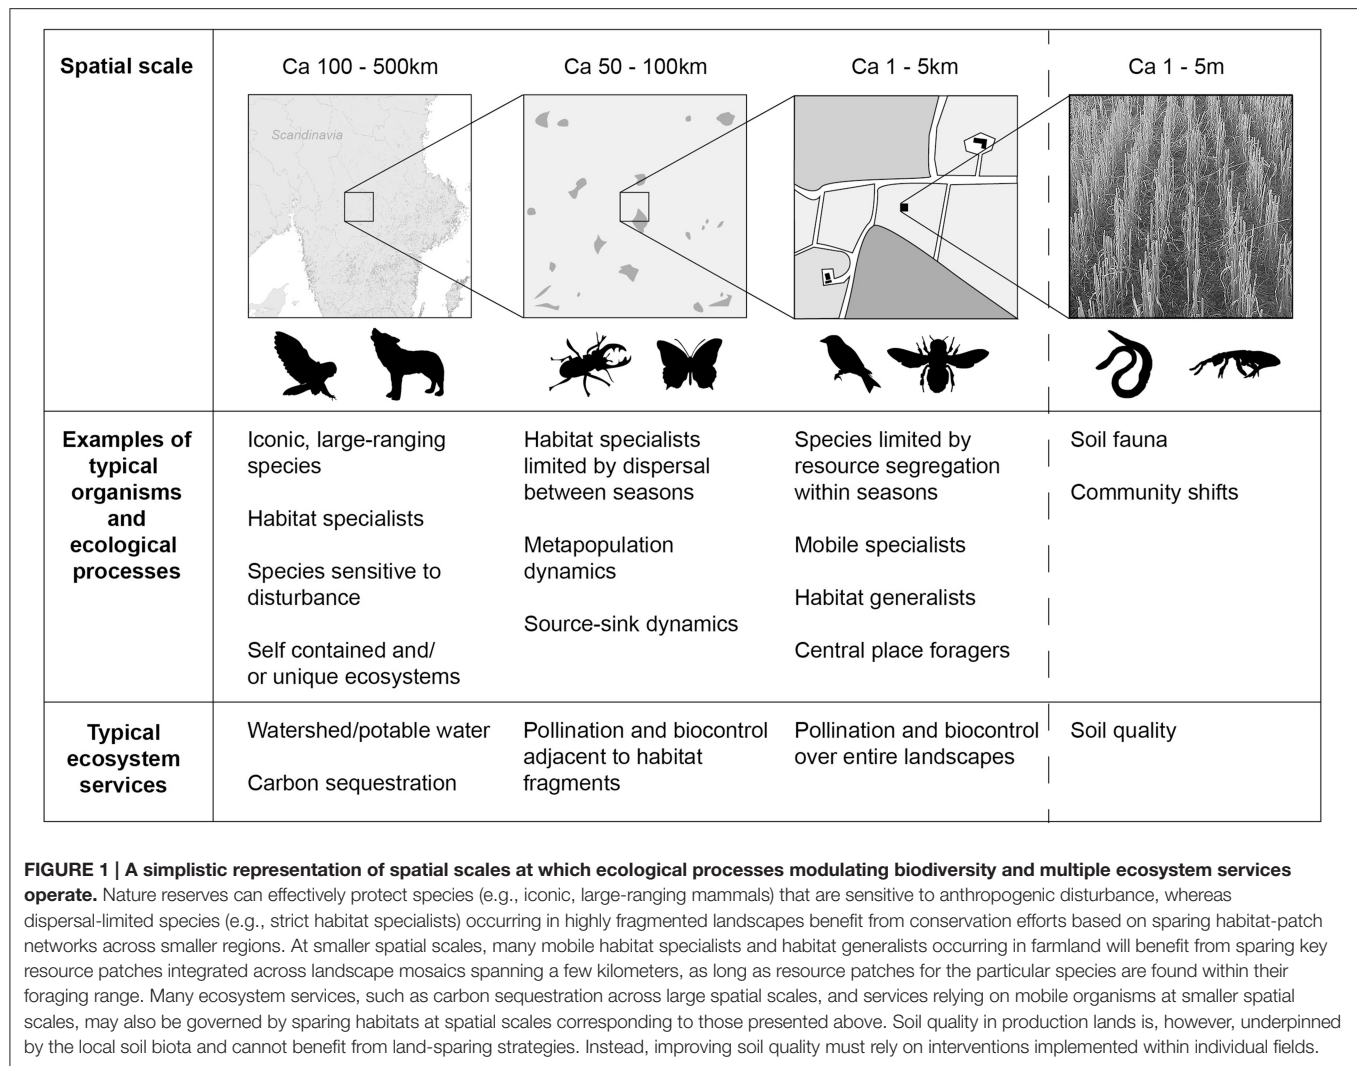 Spatial scale
Ca 100 - 500km
Ca 50 - 100km
Ca 1 - 5km
Ca 1 - 5m
Scandinavia
Examples of
typical
organisms
and
ecological
processes
Iconic, large-ranging
species
Habitat specialists
Species sensitive to
disturbance
Self contained and/
or unique ecosystems
Habitat specialists
limited by dispersal
between seasons
Metapopulation
dynamics
Source-sink dynamics
Species limited by
resource segregation
within seasons
Mobile specialists
Habitat generalists
Central place foragers
Soil fauna
Community shifts
Typical
ecosystem
services
Watershed/potable water
Carbon sequestration
Pollination and biocontrol
adjacent to habitat
fragments
Pollination and biocontrol
over entire landscapes
Soil quality
FIGURE 1 | A simplistic representation of spatial scales at which ecological processes modulating biodiversity and multiple ecosystem services
operate. Nature reserves can effectively protect species (e.g., iconic, large-ranging mammals) that are sensitive to anthropogenic disturbance, whereas
dispersal-limited species (e.g., strict habitat specialists) occurring in highly fragmented landscapes benefit from conservation efforts based on sparing habitat-patch
networks across smaller regions. At smaller spatial scales, many mobile habitat specialists and habitat generalists occurring in farmland will benefit from sparing key
resource patches integrated across landscape mosaics spanning a few kilometers, as long as resource patches for the particular species are found within their
foraging range. Many ecosystem services, such as carbon sequestration across large spatial scales, and services relying on mobile organisms at smaller spatial
scales, may also be governed by sparing habitats at spatial scales corresponding to those presented above. Soil quality in production lands is, however, underpinned
by the local soil biota and cannot benefit from land-sparing strategies. Instead, improving soil quality must rely on interventions implemented within individual fields.